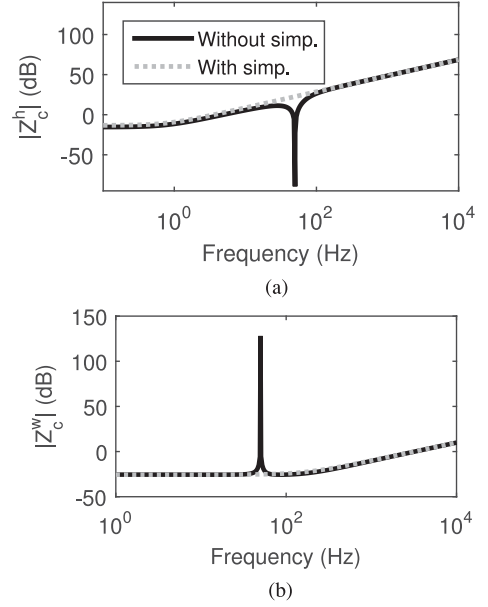 100
50
0
-50
|Z_c^h| (dB)
Without simp.
With simp.
10^0
10^2
10^4
Frequency (Hz)
(a)
150
100
50
0
-50
|Z_c^w| (dB)
10^0
10^2
10^4
Frequency (Hz)
(b)